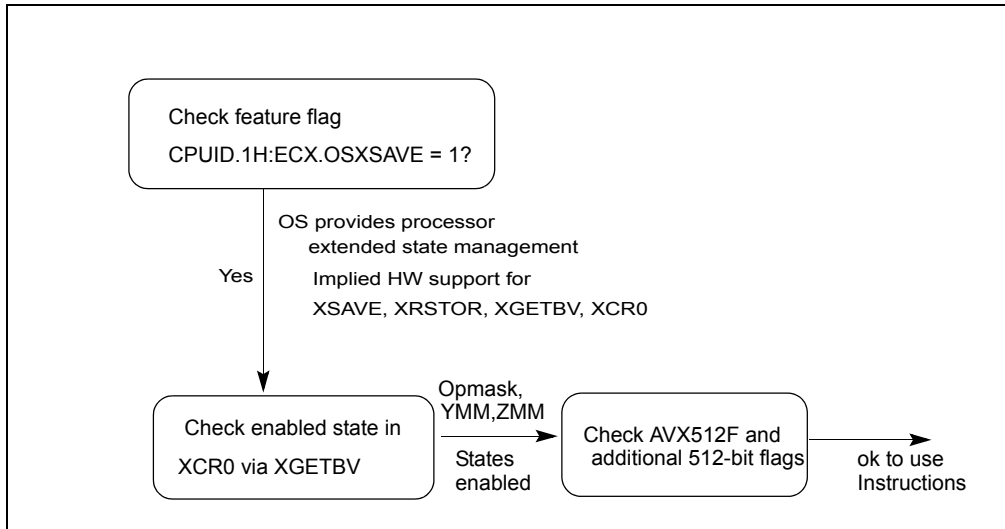 Check feature flag
CPUID.1H:ECX.OSXSAVE = 1?
OS provides processor
extended state management
Yes
Implied HW support for
XSAVE, XRSTOR, XGETBV, XCR0
Check enabled state in
XCR0 via XGETBV
Opmask,
YMM,ZMM
States
enabled
Check AVX512F and
additional 512-bit flags
ok to use
Instructions